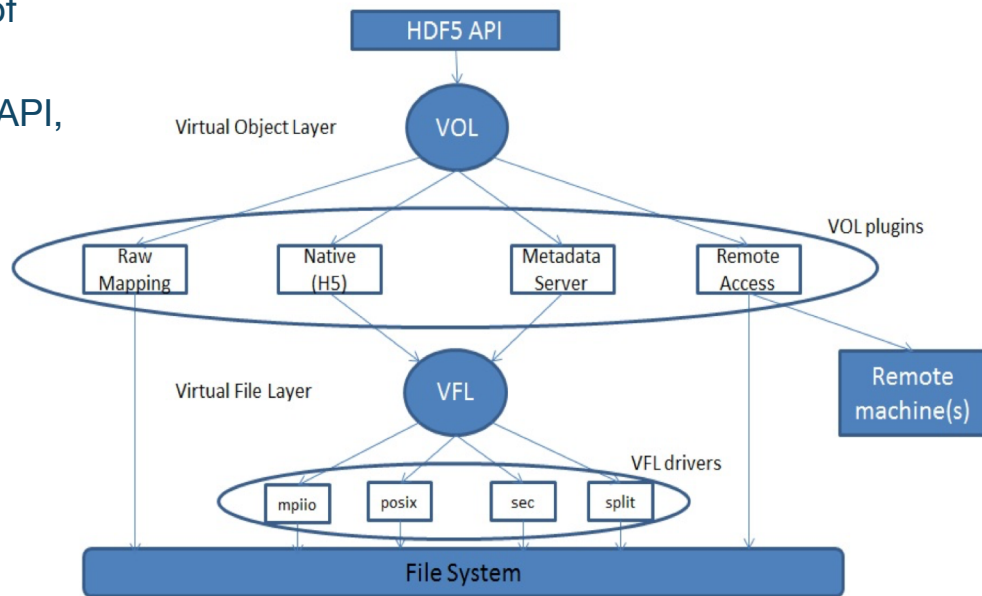 of
API,
HDF5 API
Virtual Object Layer
VOL
VOL plugins
Raw
Mapping
Native
(H5)
Metadata
Server
Remote
Access
Virtual File Layer
VFL
Remote
machine(s)
VFL drivers
mpiio
posix
sec
split
File System